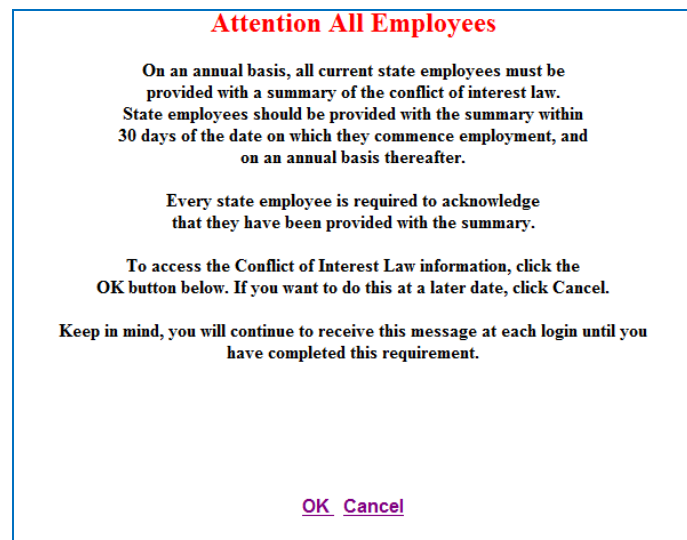 Attention All Employees
On an annual basis, all current state employees must be
provided with a summary of the conflict of interest law.
State employees should be provided with the summary within
30 days of the date on which they commence employment, and
on an annual basis thereafter.
Every state employee is required to acknowledge
that they have been provided with the summary.
To access the Conflict of Interest Law information, click the
OK button below. If you want to do this at a later date, click Cancel.
Keep in mind, you will continue to receive this message at each login until you
have completed this requirement.
OK Cancel